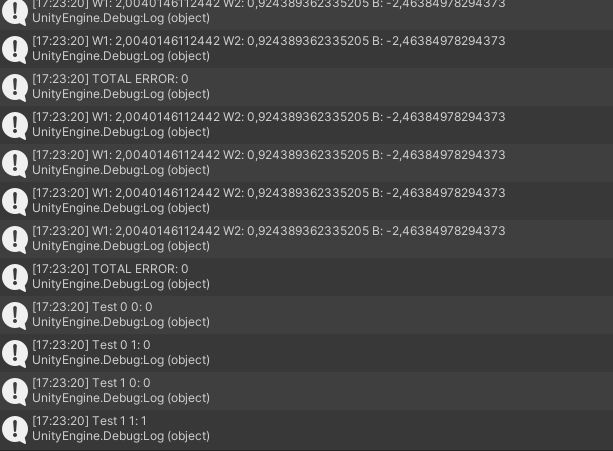 [17:23:20] W1: 2,0040146112442 W2: 0,924389362335205 B: -2,46384978294373
UnityEngine.Debug:Log (object)
[17:23:20] W1: 2,0040146112442 W2: 0,924389362335205 B: -2,46384978294373
UnityEngine.Debug:Log (object)
[17:23:20] TOTAL ERROR: 0
UnityEngine.Debug:Log (object)
[17:23:20] W1: 2,0040146112442 W2: 0,924389362335205 B: -2,46384978294373
UnityEngine.Debug:Log (object)
[17:23:20] W1: 2,0040146112442 W2: 0,924389362335205 B: -2,46384978294373
UnityEngine.Debug:Log (object)
[17:23:20] W1: 2,0040146112442 W2: 0,924389362335205 B: -2,46384978294373
UnityEngine.Debug:Log (object)
[17:23:20] W1: 2,0040146112442 W2: 0,924389362335205 B: -2,46384978294373
UnityEngine.Debug:Log (object)
[17:23:20] TOTAL ERROR: 0
UnityEngine.Debug:Log (object)
[17:23:20] Test 0 0: 0
UnityEngine.Debug:Log (object)
[17:23:20] Test 0 1: 0
UnityEngine.Debug:Log (object)
[17:23:20] Test 1 0: 0
UnityEngine.Debug:Log (object)
[17:23:20] Test 1 1: 1
UnityEngine.Debug:Log (object)